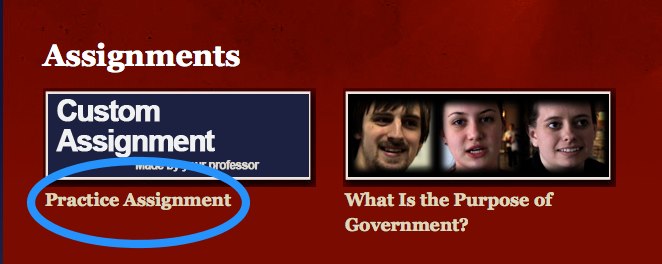 Assignments
Custom
Assignment
Made by your professor
Practice Assignment
What Is the Purpose of
Government?